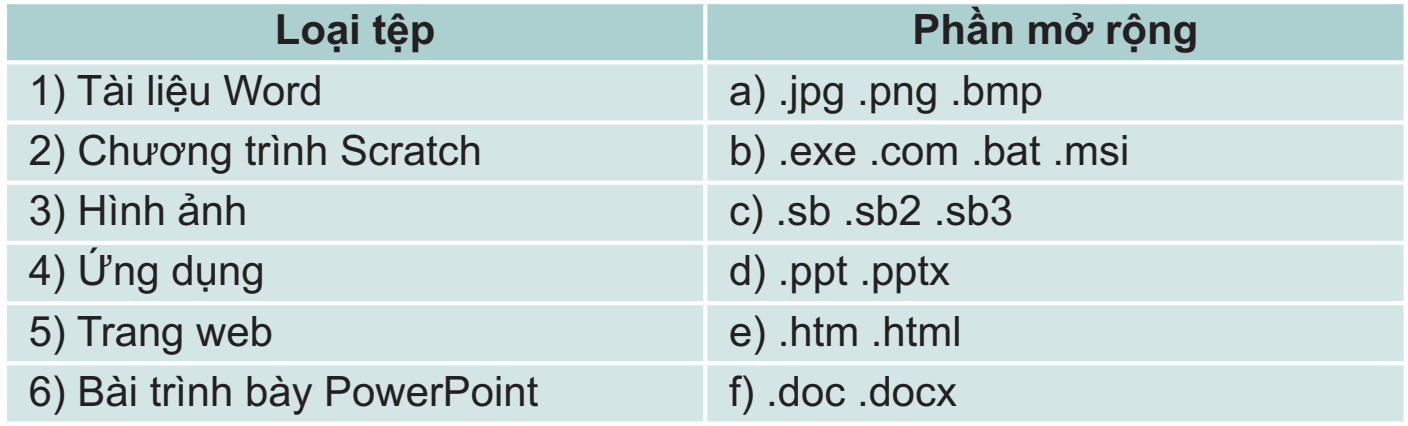 Loại tệp Phần mở rộng
1) Tài liệu Word a) .jpg .png .bmp
2) Chương trình Scratch b) .exe .com .bat .msi
3) Hình ảnh c) .sb .sb2 .sb3
4) Ứng dụng d) .ppt .pptx
5) Trang web e) .htm .html
6) Bài trình bày PowerPoint f) .doc .docx